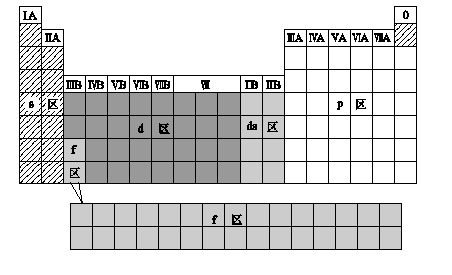 ⅠA 0
ⅡA ⅢA ⅣA ⅤA ⅥA ⅦA
ⅢB ⅣB ⅤB ⅥB ⅦB Ⅷ ⅠB ⅡB
s 区 p 区
d 区 ds 区
f
区
f 区